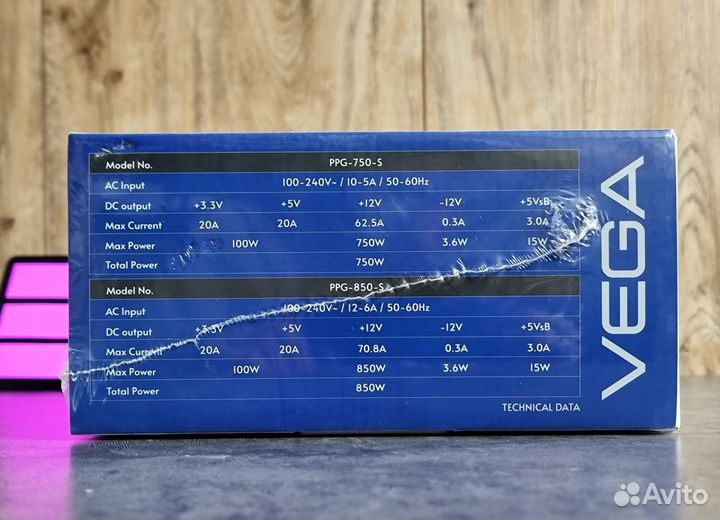 Model No. PPG-750-S
AC Input 100-240V~ / 10-5A / 50-60Hz
DC output +3.3V +5V +12V -12V +5VsB
Max Current 20A 20A 62.5A 0.3A 3.0A
Max Power 100W 750W 3.6W 15W
Total Power 750W
Model No. PPG-850-S
AC Input 100-240V~ / 12-6A / 50-60Hz
DC output +3.3V +5V +12V -12V +5VsB
Max Current 20A 20A 70.8A 0.3A 3.0A
Max Power 100W 850W 3.6W 15W
Total Power 850W
TECHNICAL DATA
VEGA
Avito